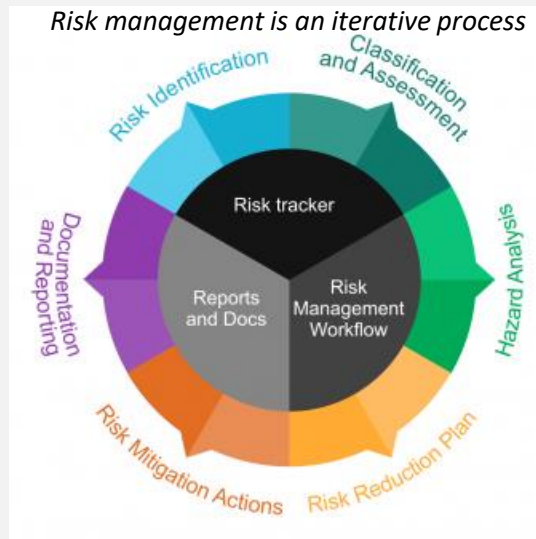 Risk management is an iterative process
Risk Identification
Classification
and Assessment
Hazard Analysis
Risk Reduction Plan
Risk Mitigation Actions
Documentation
and Reporting
Risk tracker
Risk
Management
Workflow
Reports
and Docs